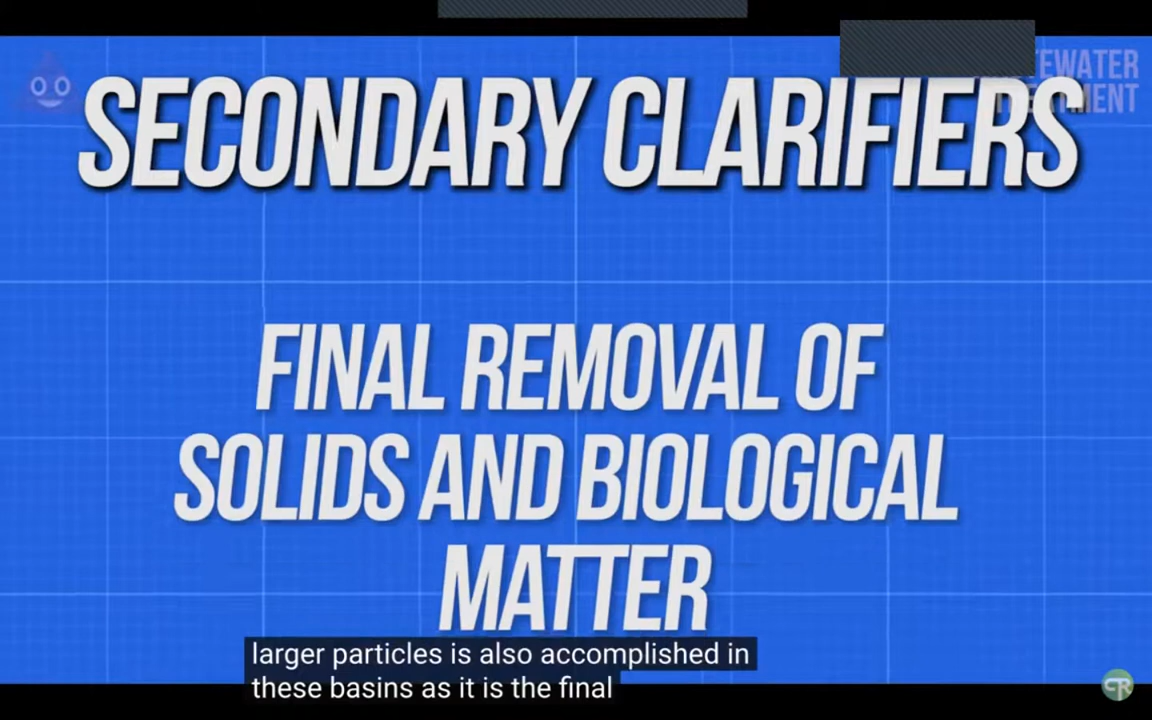 SECONDARY CLARIFIERS
FINAL REMOVAL OF
SOLIDS AND BIOLOGICAL
MATTER
larger particles is also accomplished in
these basins as it is the final